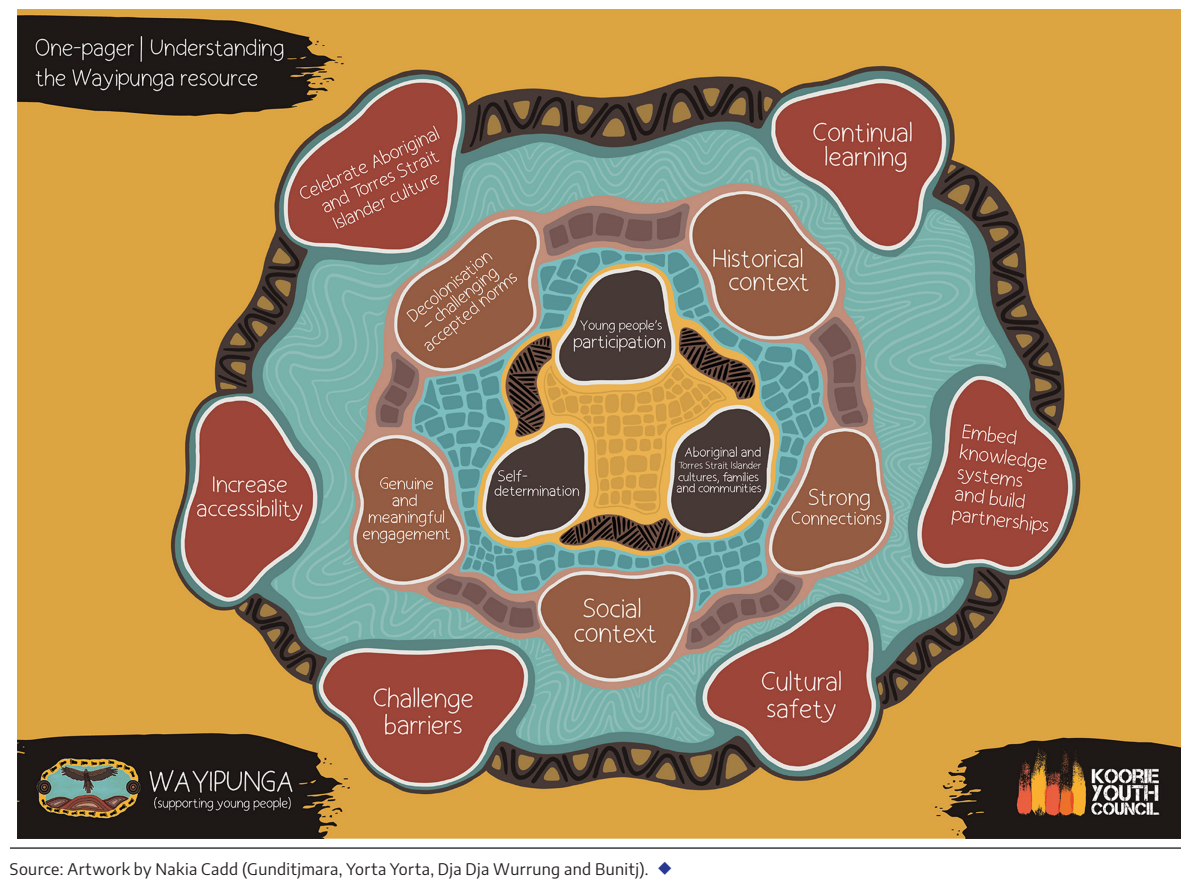 One-pager | Understanding
the Wayipunga resource
Celebrate Aboriginal
and Torres Strait
Islander culture
Continual
learning
Decolonisation
– challenging
accepted norms
Historical
context
Young people's
participation
Increase
accessibility
Genuine
and
meaningful
engagement
Self-
determination
Aboriginal and
Torres Strait Islander
cultures, families
and communities
Strong
Connections
Embed
knowledge
systems
and build
partnerships
Social
context
Challenge
barriers
Cultural
safety
WAYIPUNGA
(supporting young people)
KOORIE
YOUTH
COUNCIL
Source: Artwork by Nakia Cadd (Gunditjmara, Yorta Yorta, Dja Dja Wurrung and Bunitj).